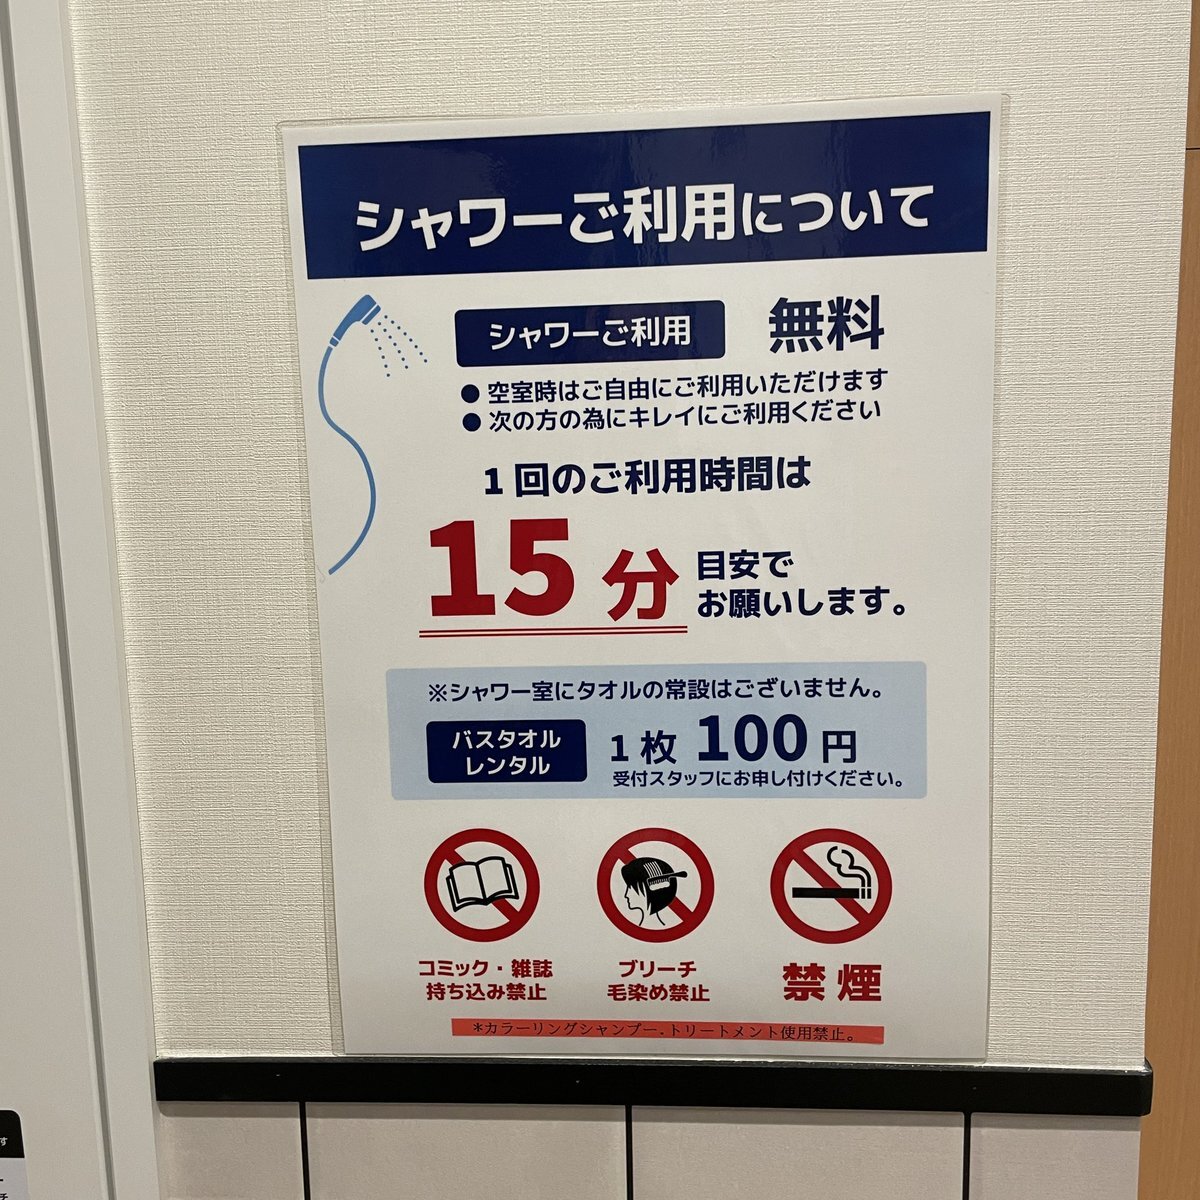 シャワーご利用について
シャワーご利用 無料
● 空室時はご自由にご利用いただけます
● 次の方の為にキレイにご利用ください
1回のご利用時間は
15分 目安で
お願いします。
※シャワー室にタオルの常設はございません。
バスタオル
レンタル
1枚 100円
受付スタッフにお申し付けください。
コミック・雑誌
持ち込み禁止
ブリーチ
毛染め禁止
禁煙
*カラーリングシャンプー.トリートメント使用禁止。
す